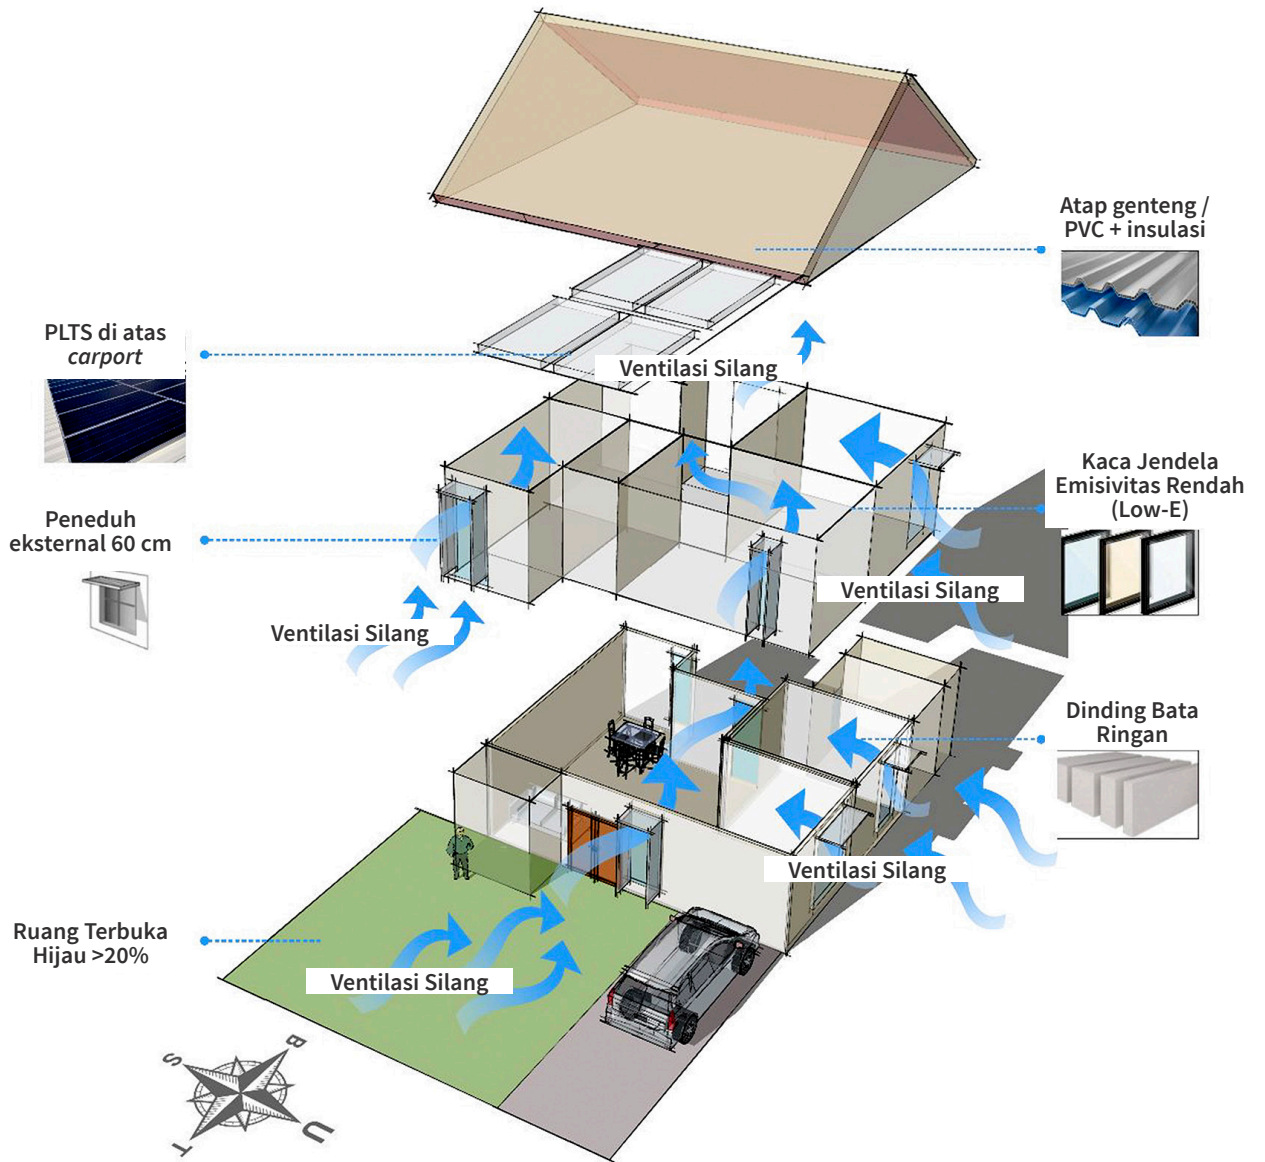 Atap genteng /
PVC + insulasi
PLTS di atas
carport
Ventilasi Silang
Kaca Jendela
Emisivitas Rendah
(Low-E)
Peneduh
eksternal 60 cm
Ventilasi Silang
Ventilasi Silang
Dinding Bata
Ringan
Ventilasi Silang
Ruang Terbuka
Hijau >20%
Ventilasi Silang
B
S
U
T